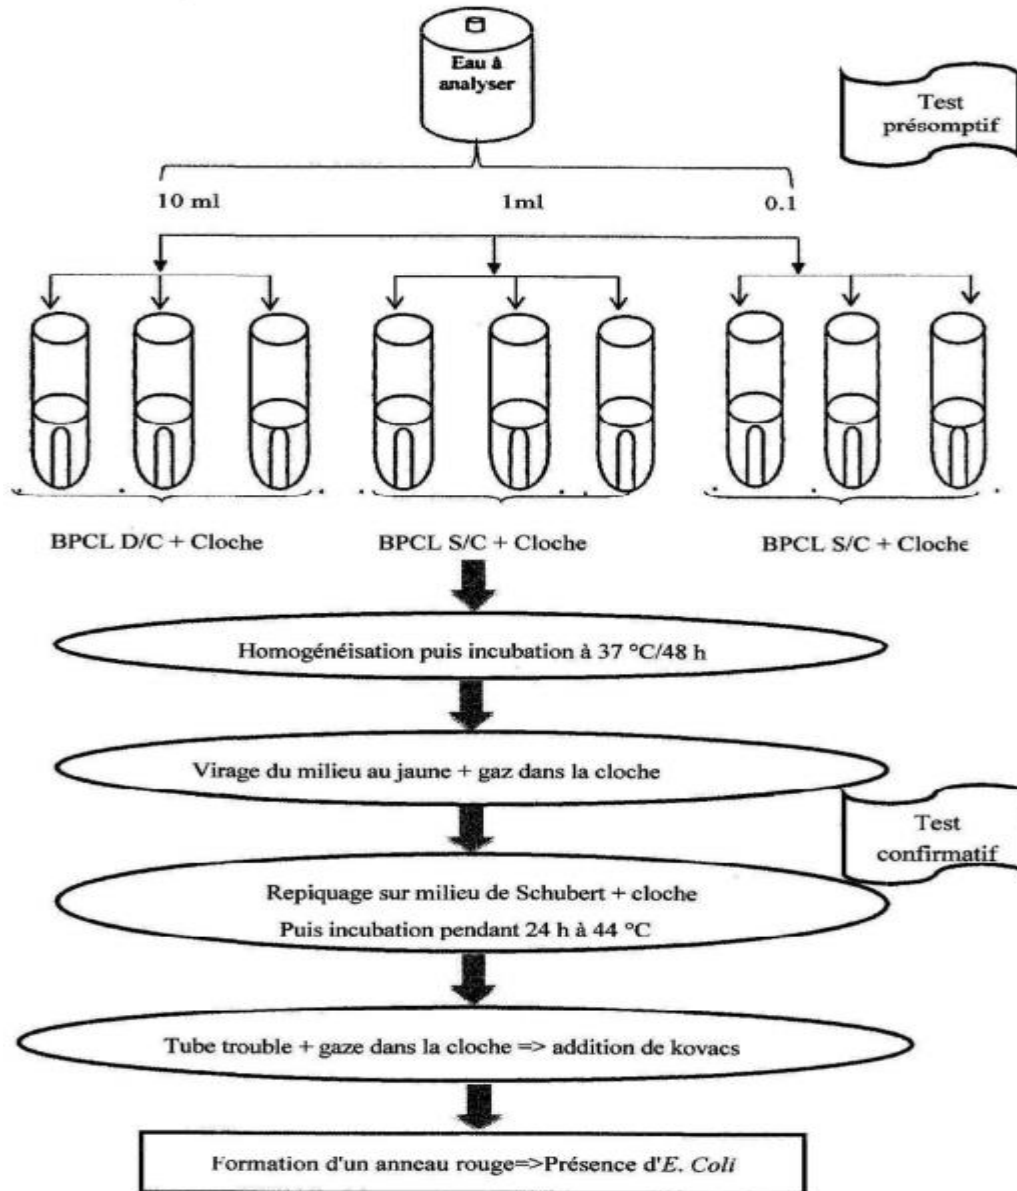 Eau à
analyser
Test
présomptif
10 ml
1ml
0.1
BPCL D/C + Cloche
BPCL S/C + Cloche
BPCL S/C + Cloche
Homogénéisation puis incubation à 37 °C/48 h
Virage du milieu au jaune + gaz dans la cloche
Test
confirmatif
Repiquage sur milieu de Schubert + cloche
Puis incubation pendant 24 h à 44 °C
Tube trouble + gaze dans la cloche => addition de kovacs
Formation d'un anneau rouge=>Présence d'E. Coli